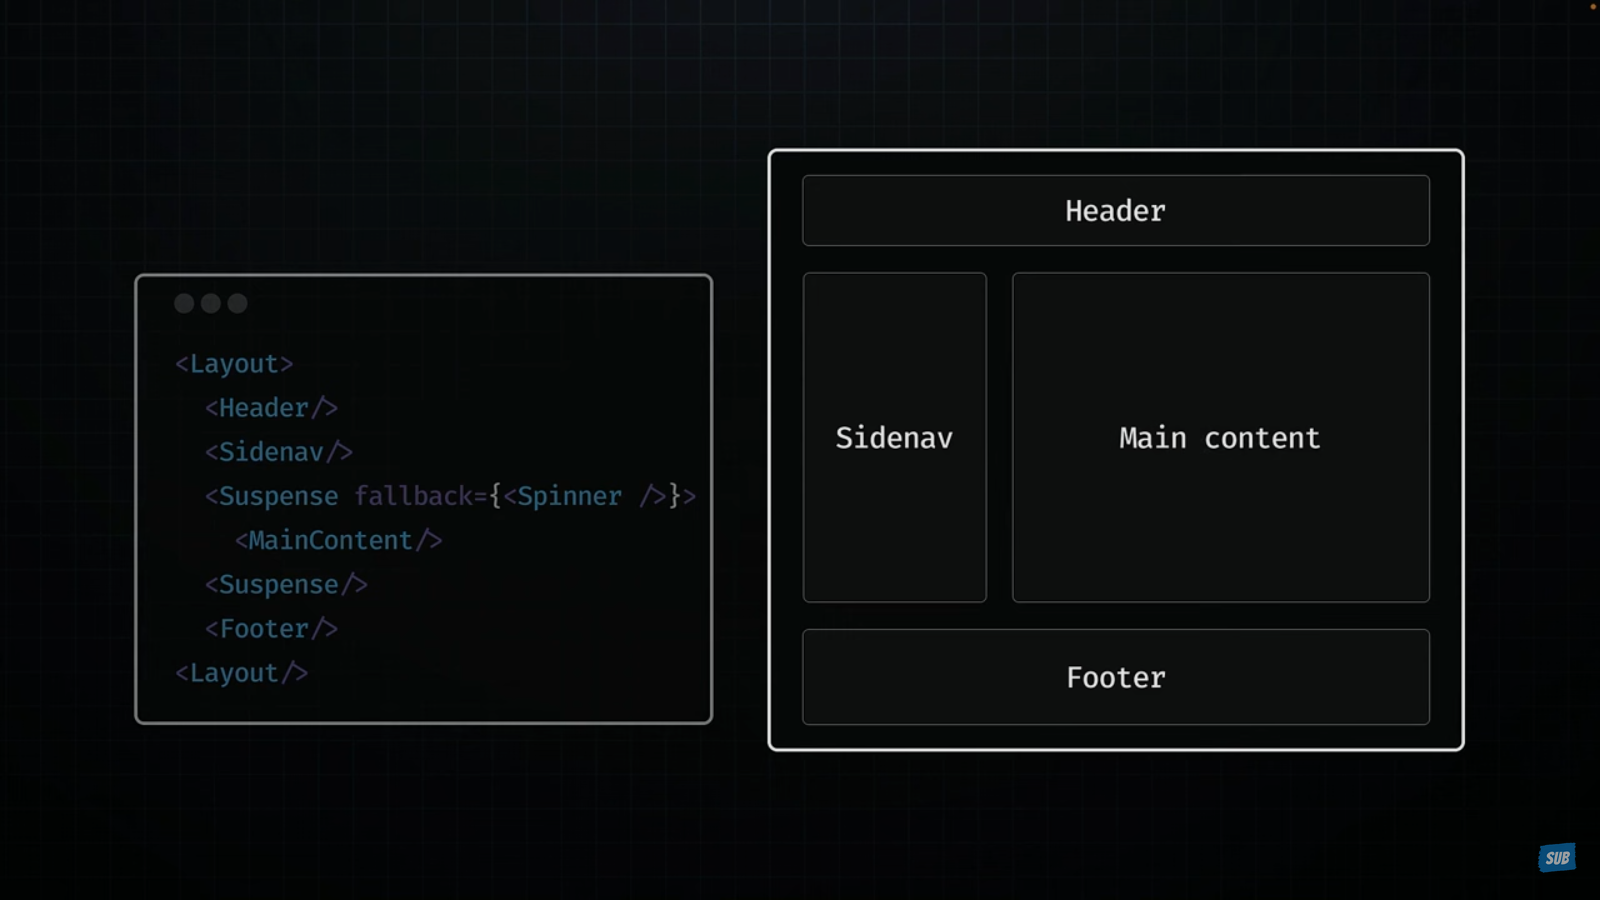 <Layout>
<Header/>
<Sidenav/>
<Suspense fallback={<Spinner />}>
<MainContent/>
<Suspense/>
<Footer/>
<Layout/>
Header
Sidenav
Main content
Footer
SUB